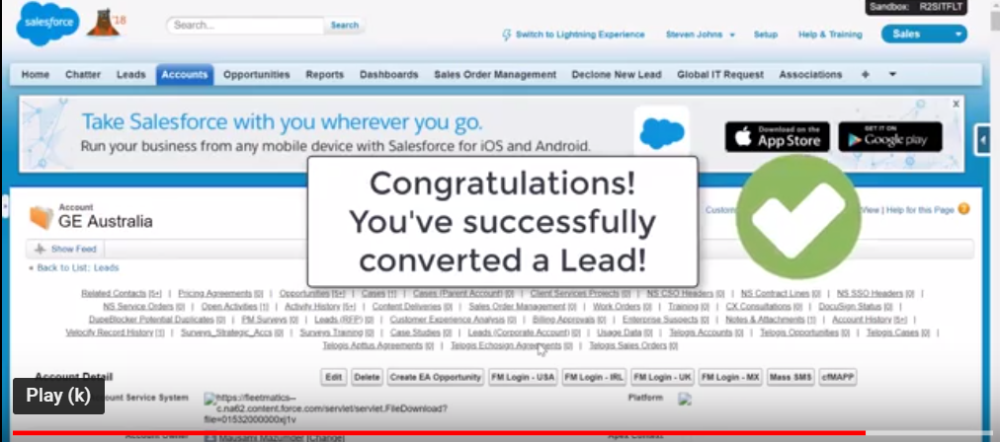 Sandbox: R2SITFLT
salesforce '18 Search... Search Switch to Lightning Experience Steven Johns Setup Help & Training Sales
Home Chatter Leads Accounts Opportunities Reports Dashboards Sales Order Management Declone New Lead Global IT Request Associations +
Take Salesforce with you wherever you go. X
Run your business from any mobile device with Salesforce for iOS and Android.
Download on the App Store GET IT ON Google play
Congratulations!
You've successfully
converted a Lead!
Account
GE Australia
Custom View | Help for this Page ?
Show Feed
« Back to List: Leads
Related Contacts [5+] | Pricing Agreements [0] | Opportunities [5+] | Cases [1] | Cases (Parent Account) [0] | Client Services Projects [0] | NS CSO Headers [0] | NS Contract Lines [0] | NS SSO Headers [0] |
NS Service Orders [0] | Open Activities [1] | Activity History [5+] | Content Deliveries [0] | Sales Order Management [0] | Work Orders [0] | Training [0] | CX Consultations [0] | DocuSign Status [0] |
DupeBlocker Potential Duplicates [0] | PM Surveys [0] | Leads (RFP) [0] | Customer Experience Analysis [0] | Billing Approvals [0] | Enterprise Suspects [0] | Notes & Attachments [1] | Account History [5+] |
Velocify Record History [1] | Surveys_Strategic_Accs [0] | Surveys Training [0] | Case Studies [0] | Leads (Corporate Account) [0] | Usage Data [0] | Telogis Accounts [0] | Telogis Opportunities [0] | Telogis Cases [0] |
Telogis Apttus Agreements [0] | Telogis Echosign Agreements [0] | Telogis Sales Orders [0]
Account Detail Edit Delete Create EA Opportunity FM Login - USA FM Login - IRL FM Login - UK FM Login - MX Mass SMS cfMAPP
Play (k)
ount Service System https://fleetmatics-- Platform
c.na62.content.force.com/servlet/servlet.FileDownload?
file=01532000000xj1v
Account Owner Mausami Mazumder [Change]